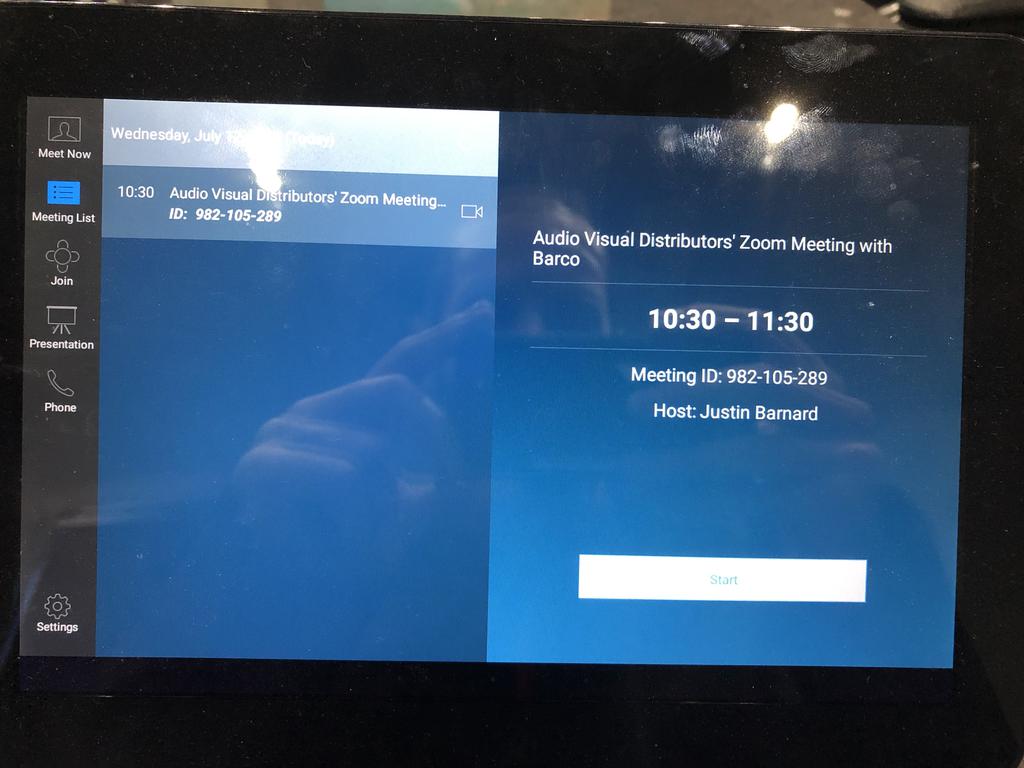 Meet Now
Meeting List
Join
Presentation
Phone
Settings
Wednesday, July (Today)
10:30 Audio Visual Distributors' Zoom Meeting...
ID: 982-105-289
Audio Visual Distributors' Zoom Meeting with
Barco
10:30 – 11:30
Meeting ID: 982-105-289
Host: Justin Barnard
Start